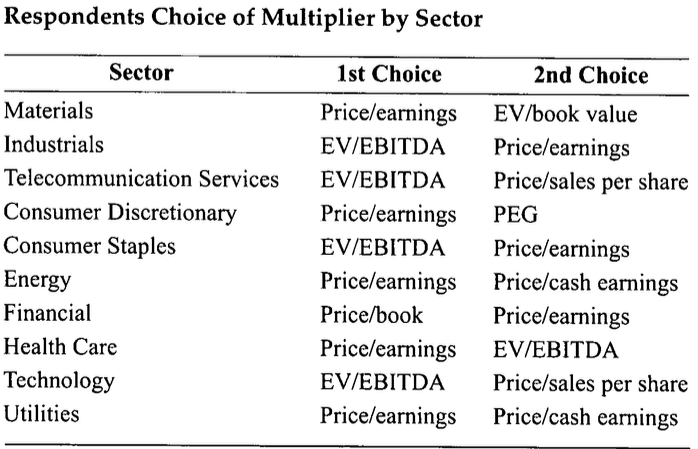 Respondents Choice of Multiplier by Sector
Sector 1st Choice 2nd Choice
Materials Price/earnings EV/book value
Industrials EV/EBITDA Price/earnings
Telecommunication Services EV/EBITDA Price/sales per share
Consumer Discretionary Price/earnings PEG
Consumer Staples EV/EBITDA Price/earnings
Energy Price/earnings Price/cash earnings
Financial Price/book Price/earnings
Health Care Price/earnings EV/EBITDA
Technology EV/EBITDA Price/sales per share
Utilities Price/earnings Price/cash earnings